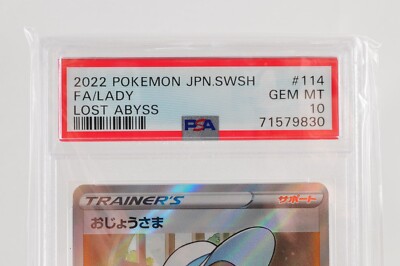 2022 POKEMON JPN.SWSH #114
FA/LADY GEM MT
LOST ABYSS 10
PSA 71579830
TRAINER'S サポート
おじょうさま